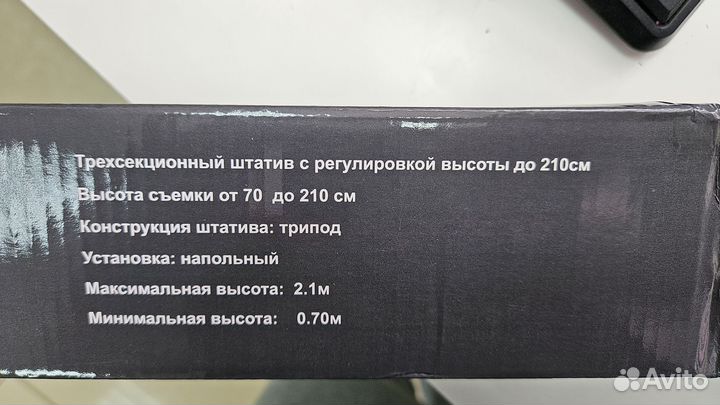 Трехсекционный штатив с регулировкой высоты до 210см
Высота съемки от 70 до 210 см
Конструкция штатива: трипод
Установка: напольный
Максимальная высота: 2.1м
Минимальная высота: 0.70м
Avito